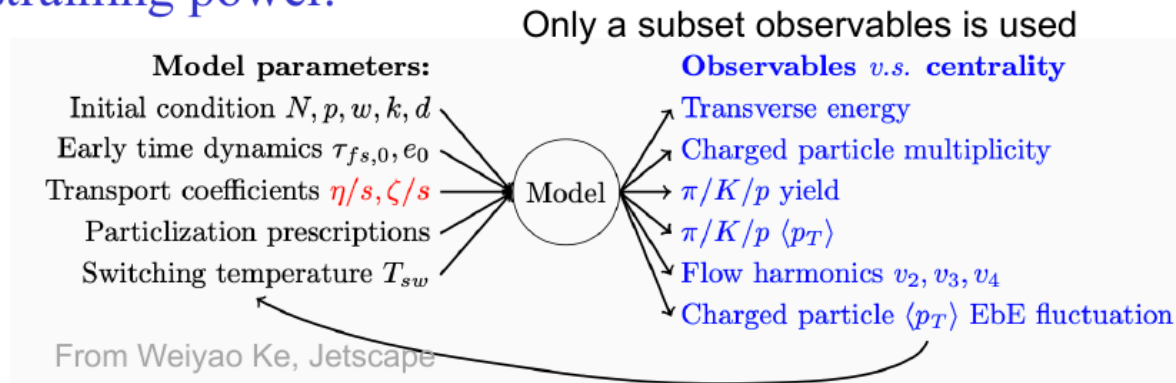 straining power.
Only a subset observables is used
Model parameters:
Initial condition N, p, w, k, d
Early time dynamics τ_{fs,0}, e_0
Transport coefficients η/s, ζ/s
Particlization prescriptions
Switching temperature T_{sw}
Model
Observables v.s. centrality
Transverse energy
Charged particle multiplicity
π/K/p yield
π/K/p ⟨p_T⟩
Flow harmonics v_2, v_3, v_4
Charged particle ⟨p_T⟩ EbE fluctuation
From Weiyao Ke, Jetscape